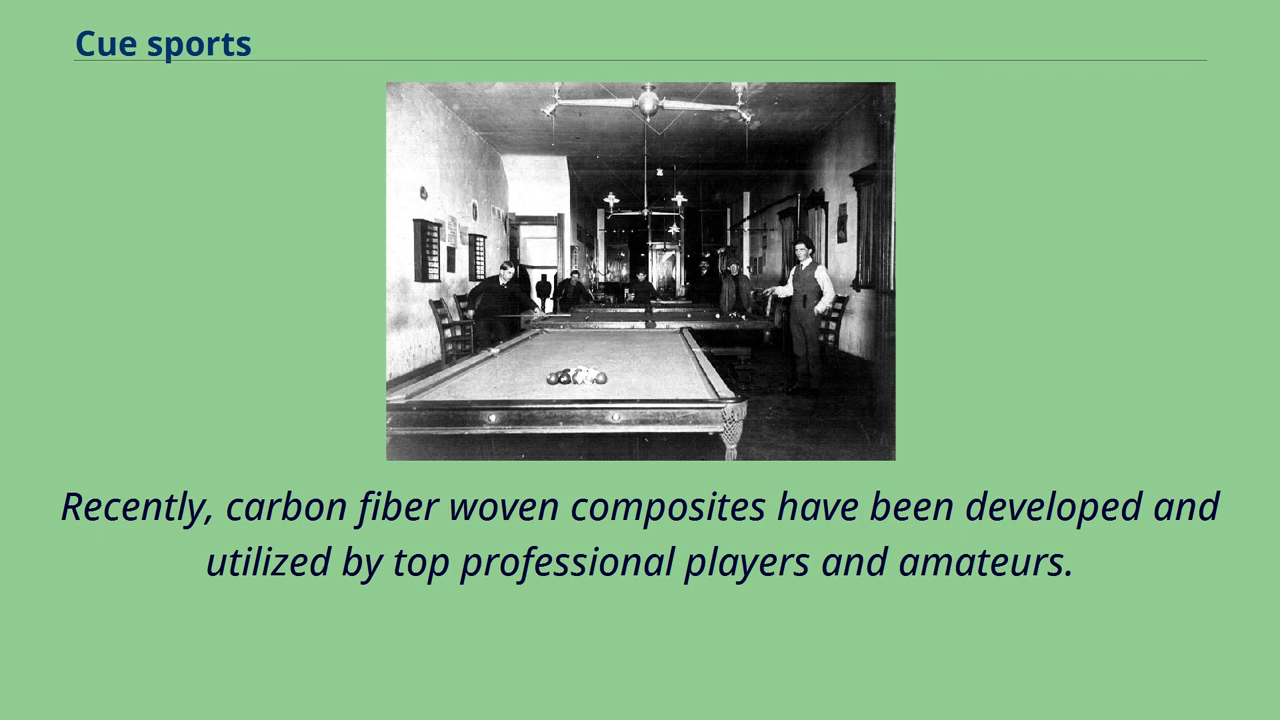 Cue sports
Recently, carbon fiber woven composites have been developed and
utilized by top professional players and amateurs.